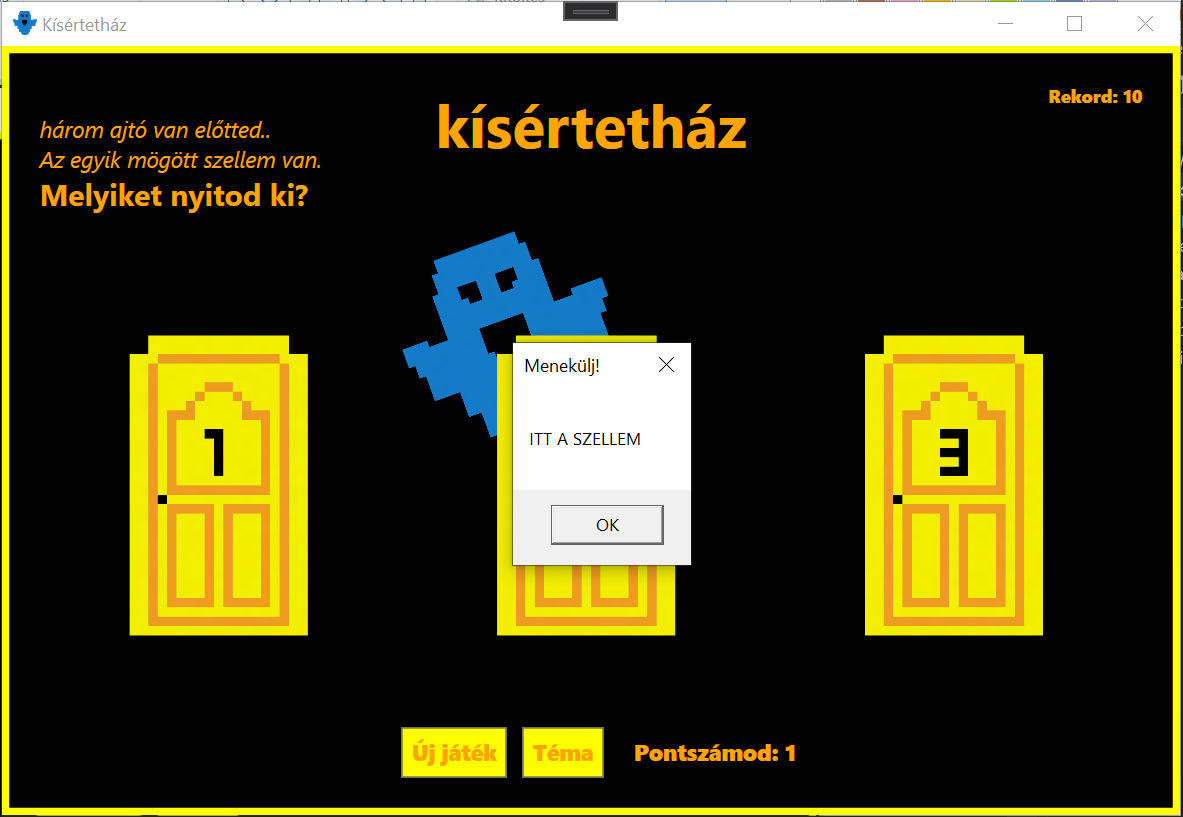 Kísértetház
Rekord: 10
kísértetház
három ajtó van előtted..
Az egyik mögött szellem van.
Melyiket nyitod ki?
Menekülj!
1
ITT A SZELLEM
3
OK
Új játék
Téma
Pontszámod: 1